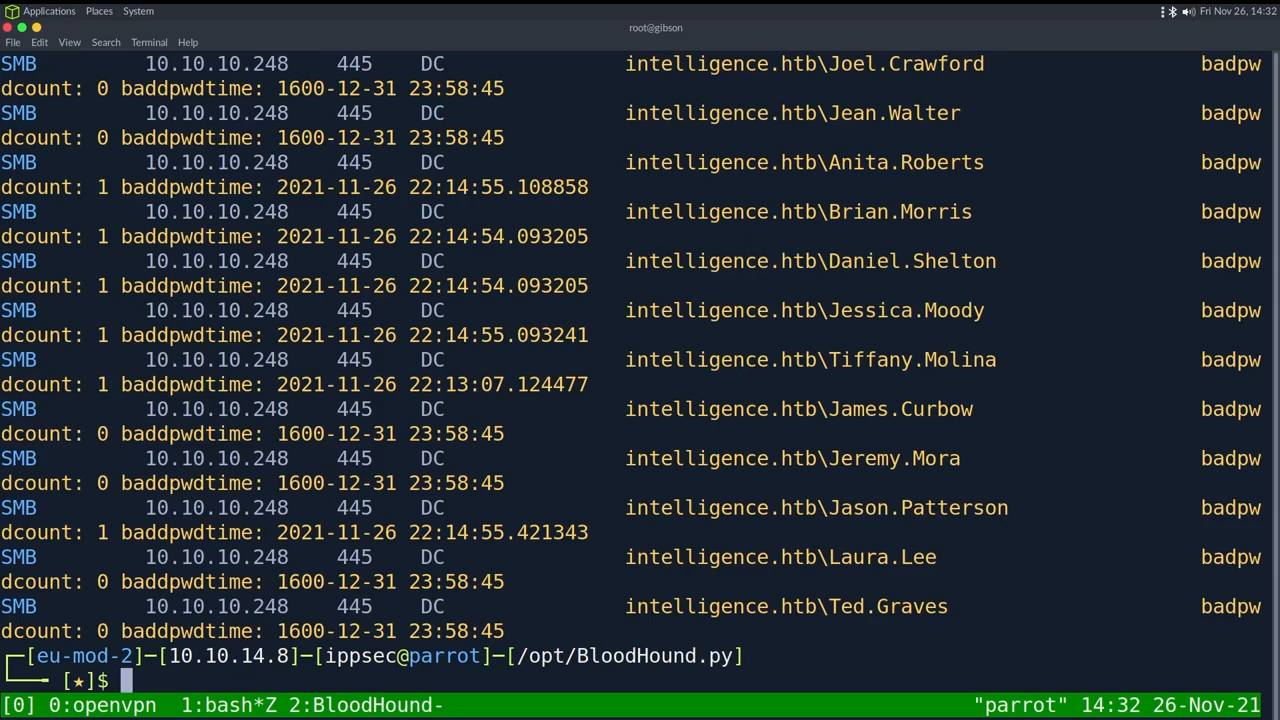 Applications Places System Fri Nov 26, 14:32
root@gibson
File Edit View Search Terminal Help
SMB 10.10.10.248 445 DC intelligence.htb\Joel.Crawford badpw
dcount: 0 baddpwdtime: 1600-12-31 23:58:45
SMB 10.10.10.248 445 DC intelligence.htb\Jean.Walter badpw
dcount: 0 baddpwdtime: 1600-12-31 23:58:45
SMB 10.10.10.248 445 DC intelligence.htb\Anita.Roberts badpw
dcount: 1 baddpwdtime: 2021-11-26 22:14:55.108858
SMB 10.10.10.248 445 DC intelligence.htb\Brian.Morris badpw
dcount: 1 baddpwdtime: 2021-11-26 22:14:54.093205
SMB 10.10.10.248 445 DC intelligence.htb\Daniel.Shelton badpw
dcount: 1 baddpwdtime: 2021-11-26 22:14:54.093205
SMB 10.10.10.248 445 DC intelligence.htb\Jessica.Moody badpw
dcount: 1 baddpwdtime: 2021-11-26 22:14:55.093241
SMB 10.10.10.248 445 DC intelligence.htb\Tiffany.Molina badpw
dcount: 1 baddpwdtime: 2021-11-26 22:13:07.124477
SMB 10.10.10.248 445 DC intelligence.htb\James.Curbow badpw
dcount: 0 baddpwdtime: 1600-12-31 23:58:45
SMB 10.10.10.248 445 DC intelligence.htb\Jeremy.Mora badpw
dcount: 0 baddpwdtime: 1600-12-31 23:58:45
SMB 10.10.10.248 445 DC intelligence.htb\Jason.Patterson badpw
dcount: 1 baddpwdtime: 2021-11-26 22:14:55.421343
SMB 10.10.10.248 445 DC intelligence.htb\Laura.Lee badpw
dcount: 0 baddpwdtime: 1600-12-31 23:58:45
SMB 10.10.10.248 445 DC intelligence.htb\Ted.Graves badpw
dcount: 0 baddpwdtime: 1600-12-31 23:58:45
┌─[eu-mod-2]─[10.10.14.8]─[ippsec@parrot]─[/opt/BloodHound.py]
└──╼ [★]$
[0] 0:openvpn 1:bash*Z 2:BloodHound- "parrot" 14:32 26-Nov-21